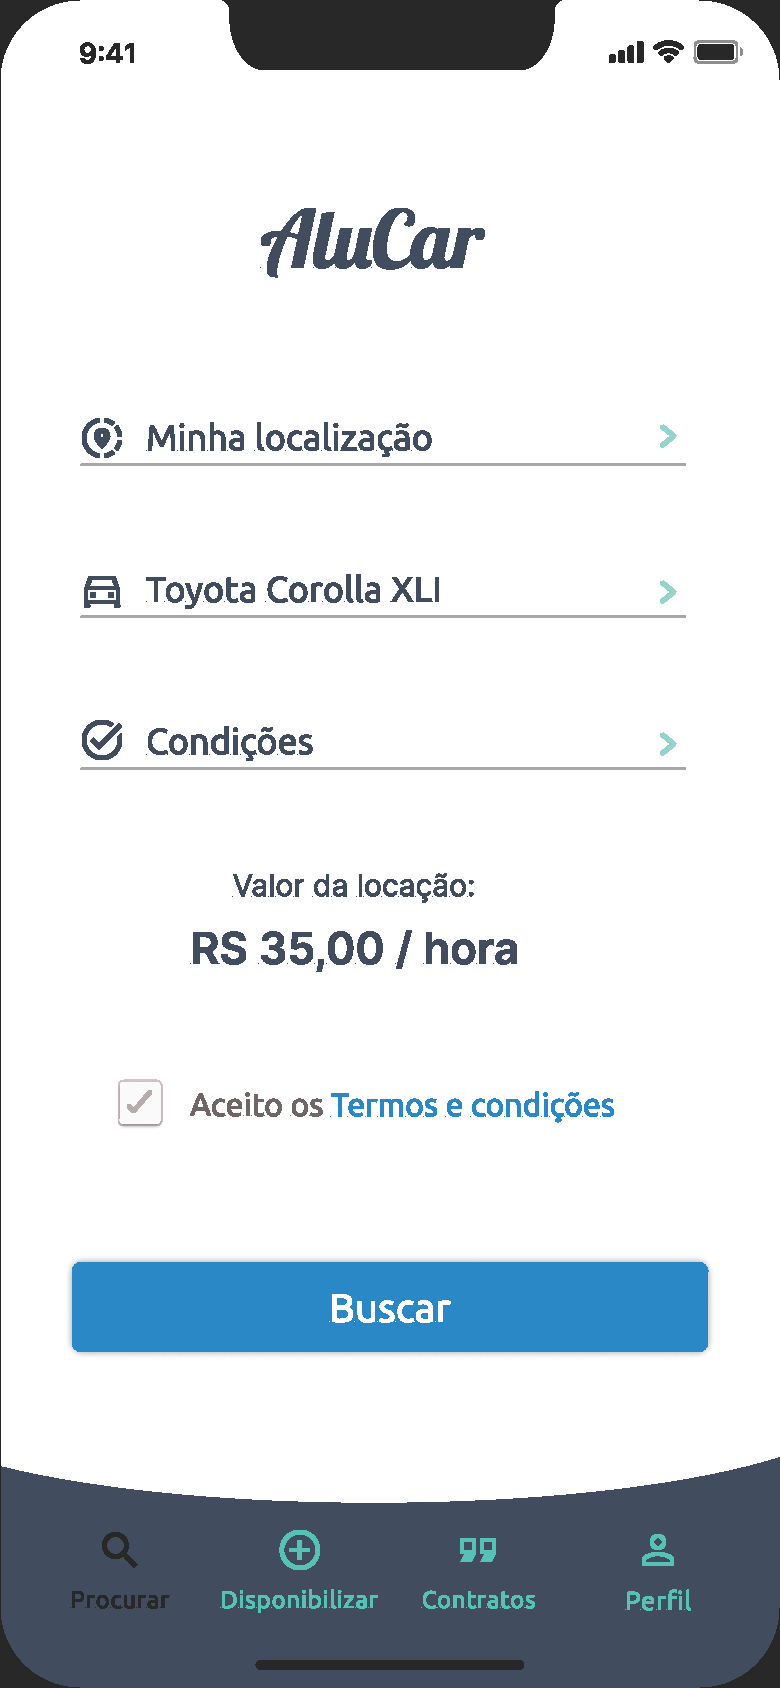 9:41
AluCar
Minha localização
Toyota Corolla XLI
Condições
Valor da locação:
RS 35,00 / hora
Aceito os Termos e condições
Buscar
Procurar Disponibilizar Contratos Perfil